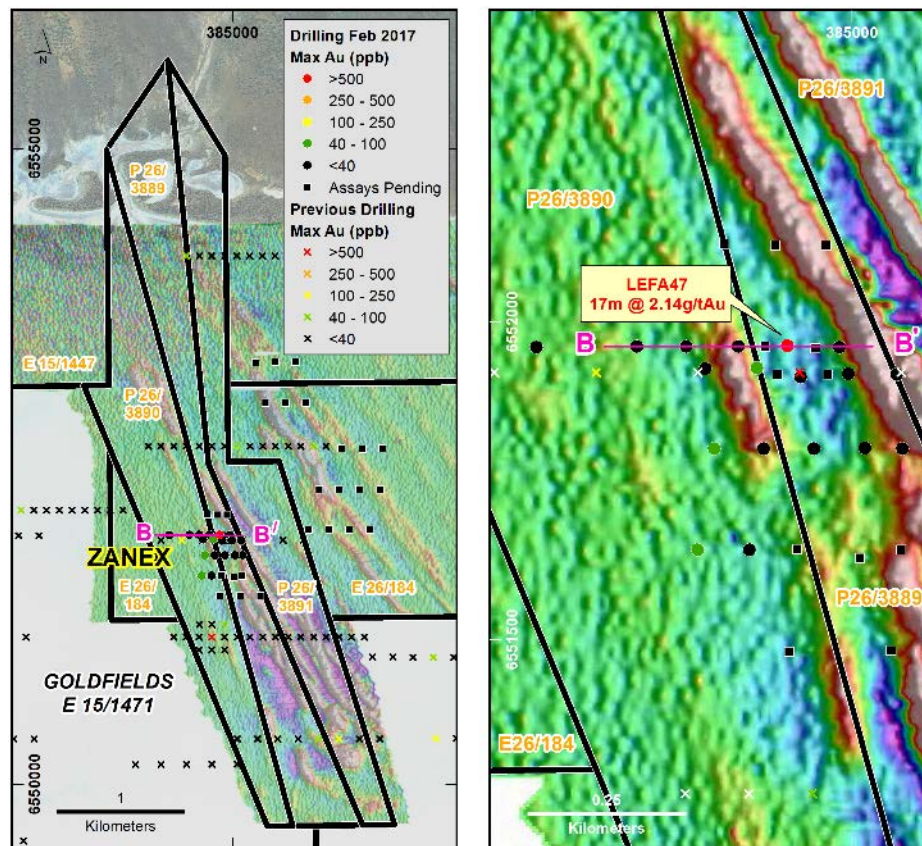 N
385000
Drilling Feb 2017
Max Au (ppb)
>500
250 - 500
100 - 250
40 - 100
<40
Assays Pending
Previous Drilling
Max Au (ppb)
>500
250 - 500
100 - 250
40 - 100
<40
6555000
P 26/
3889
E 15/1447
P 26/
3890
B
B'
ZANEX
E 26/
184
P 26/
3891
E 26/184
GOLDFIELDS
E 15/1471
6550000
1
Kilometers
385000
P26/3891
P26/3890
LEFA47
17m @ 2.14g/tAu
6552000
B
B'
P26/3889
6551500
E26/184
0.25
Kilometers